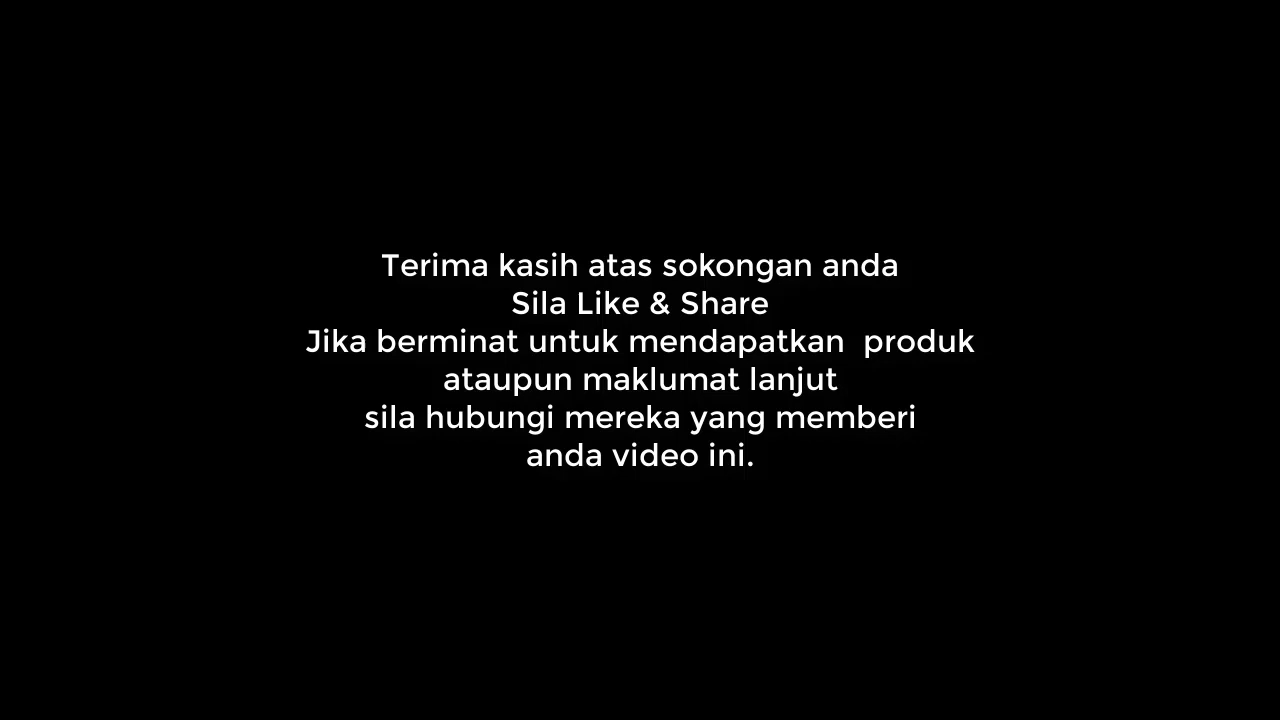 Terima kasih atas sokongan anda
Sila Like & Share
Jika berminat untuk mendapatkan  produk
ataupun maklumat lanjut
sila hubungi mereka yang memberi
anda video ini.